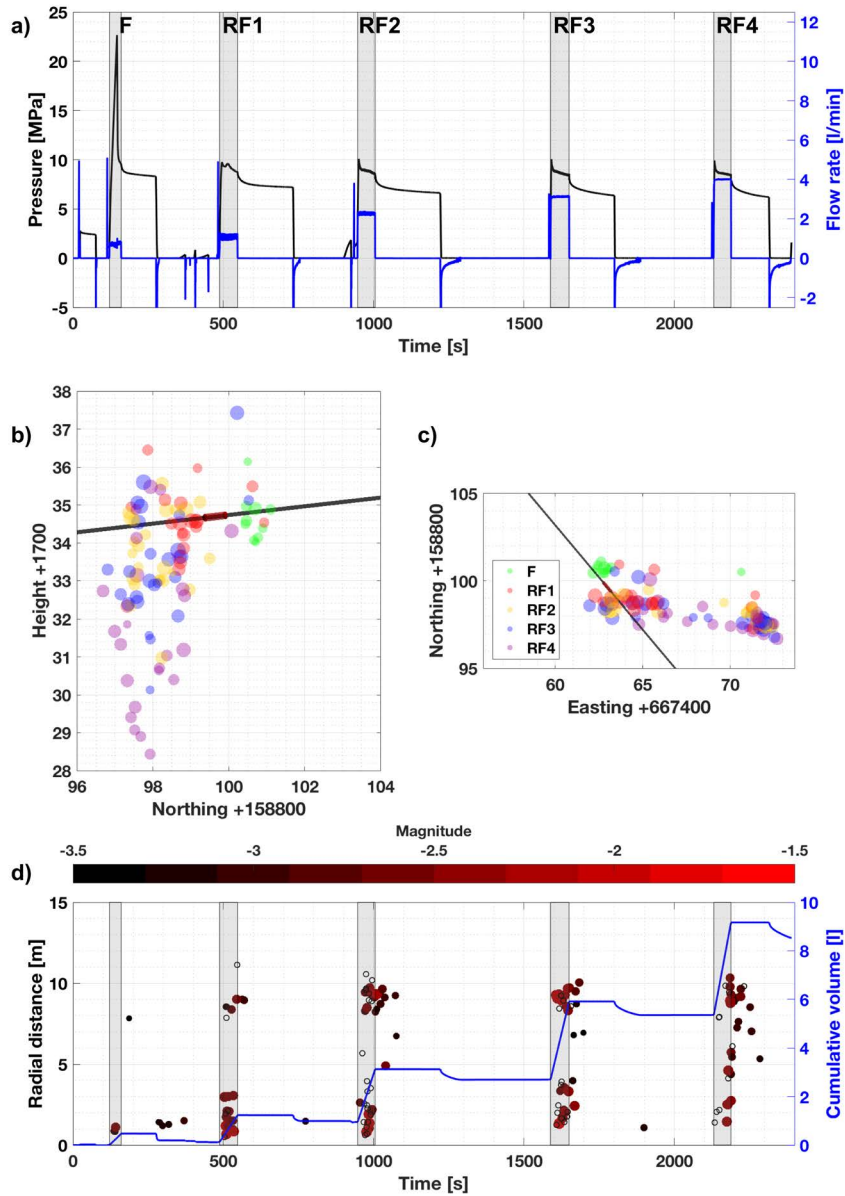 a)
F RF1 RF2 RF3 RF4
25
20
15
10
5
0
-5
Pressure [MPa]
12
10
8
6
4
2
0
-2
Flow rate [l/min]
0 500 1000 1500 2000
Time [s]
b)
38
37
36
35
34
33
32
31
30
29
28
Height +1700
96 98 100 102 104
Northing +158800
c)
105
100
95
Northing +158800
F
RF1
RF2
RF3
RF4
60 65 70
Easting +667400
Magnitude
-3.5 -3 -2.5 -2 -1.5
d)
15
10
5
0
Radial distance [m]
10
8
6
4
2
0
Cumulative volume [l]
0 500 1000 1500 2000
Time [s]